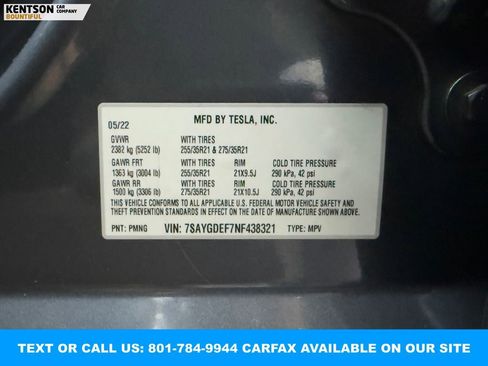 KENTSON CAR COMPANY
BOUNTIFUL
MFD BY TESLA, INC.
05/22
GVWR WITH TIRES
2382 kg (5252 lb) 255/35R21 & 275/35R21
GAWR FRT WITH TIRES RIM COLD TIRE PRESSURE
1363 kg (3004 lb) 255/35R21 21X9.5J 290 kPa, 42 psi
GAWR RR WITH TIRES RIM COLD TIRE PRESSURE
1500 kg (3306 lb) 275/35R21 21X10.5J 290 kPa, 42 psi
THIS VEHICLE CONFORMS TO ALL APPLICABLE U.S. FEDERAL MOTOR VEHICLE SAFETY AND THEFT PREVENTION STANDARDS IN EFFECT ON THE DATE OF MANUFACTURE SHOWN ABOVE.
PNT: PMNG VIN: 7SAYGDEF7NF438321 TYPE: MPV
TEXT OR CALL US: 801-784-9944 CARFAX AVAILABLE ON OUR SITE